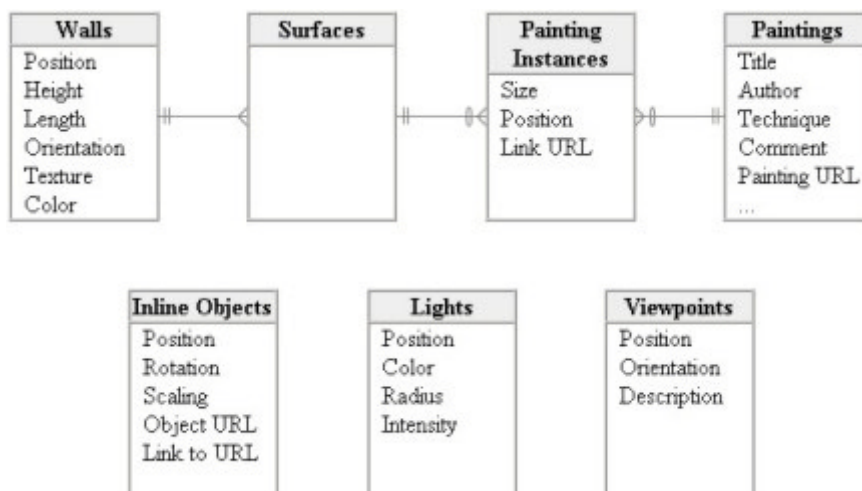 Walls
Position
Height
Length
Orientation
Texture
Color
Surfaces
Painting
Instances
Size
Position
Link URL
Paintings
Title
Author
Technique
Comment
Painting URL
...
Inline Objects
Position
Rotation
Scaling
Object URL
Link to URL
Lights
Position
Color
Radius
Intensity
Viewpoints
Position
Orientation
Description